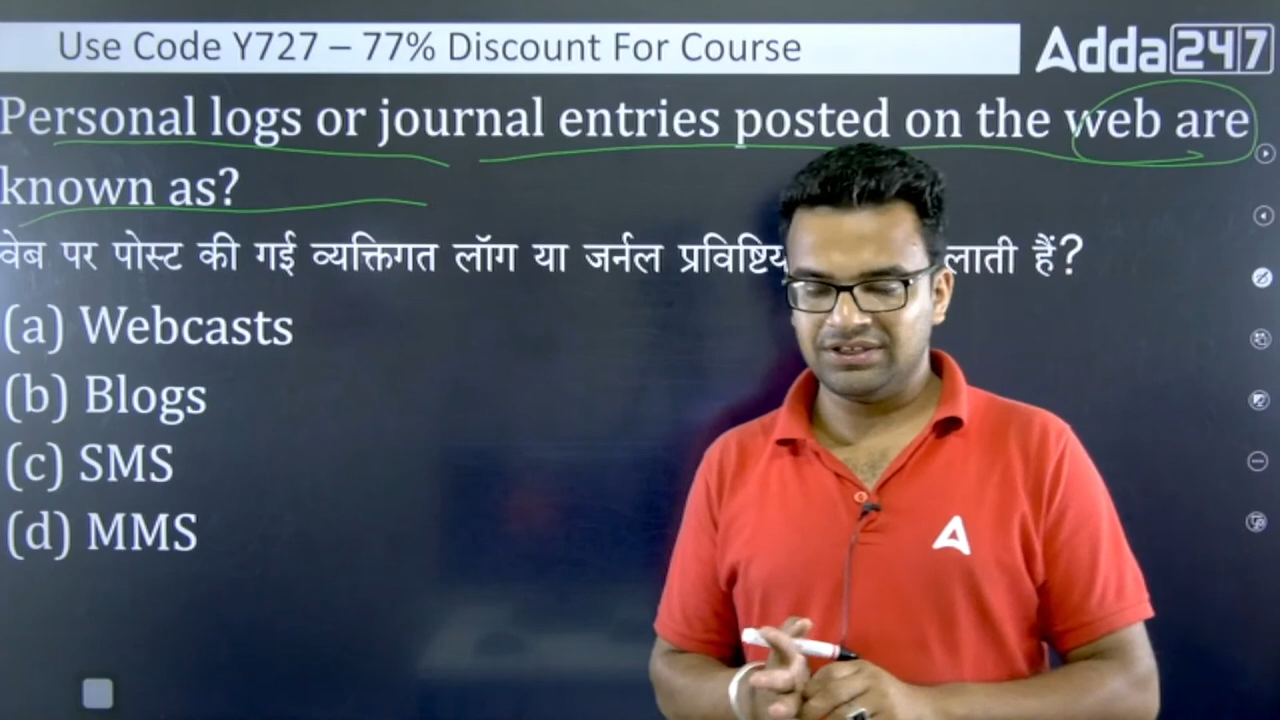 Use Code Y727 – 77% Discount For Course
Adda247
Personal logs or journal entries posted on the web are
known as?
वेब पर पोस्ट की गई व्यक्तिगत लॉग या जर्नल हैं?
(a) Webcasts
(b) Blogs
(c) SMS
(d) MMS